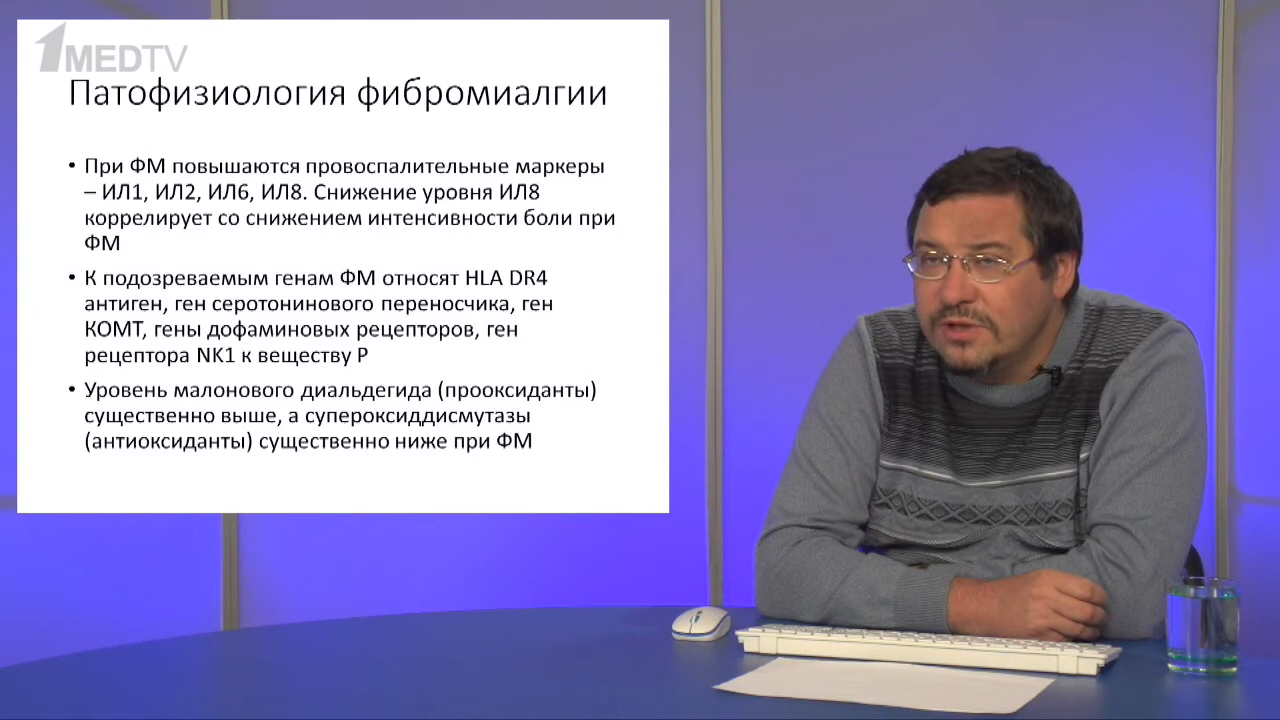 1MEDTV
Патофизиология фибромиалгии
• При ФМ повышаются провоспалительные маркеры
– ИЛ1, ИЛ2, ИЛ6, ИЛ8. Снижение уровня ИЛ8
коррелирует со снижением интенсивности боли при
ФМ
• К подозреваемым генам ФМ относят HLA DR4
антиген, ген серотонинового переносчика, ген
КОМТ, гены дофаминовых рецепторов, ген
рецептора NK1 к веществу Р
• Уровень малонового диальдегида (прооксиданты)
существенно выше, а супероксиддисмутазы
(антиоксиданты) существенно ниже при ФМ